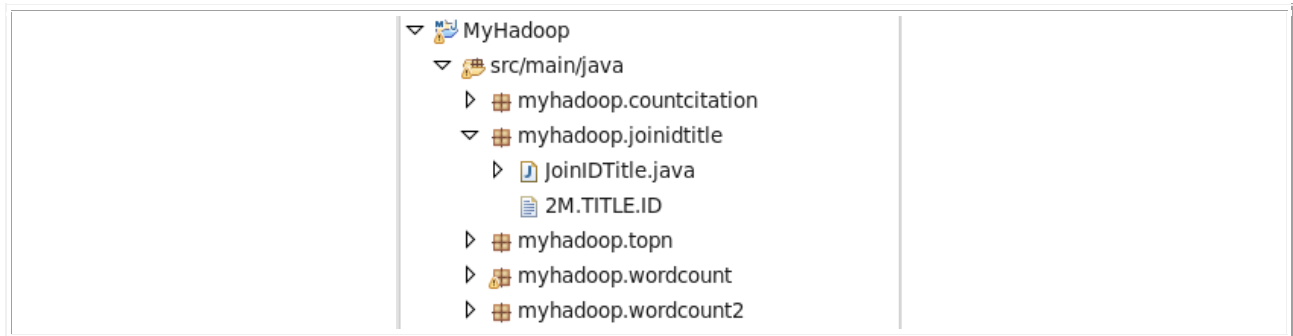 MyHadoop
src/main/java
myhadoop.countcitation
myhadoop.joinidtitle
JoinIDTitle.java
2M.TITLE.ID
myhadoop.topn
myhadoop.wordcount
myhadoop.wordcount2